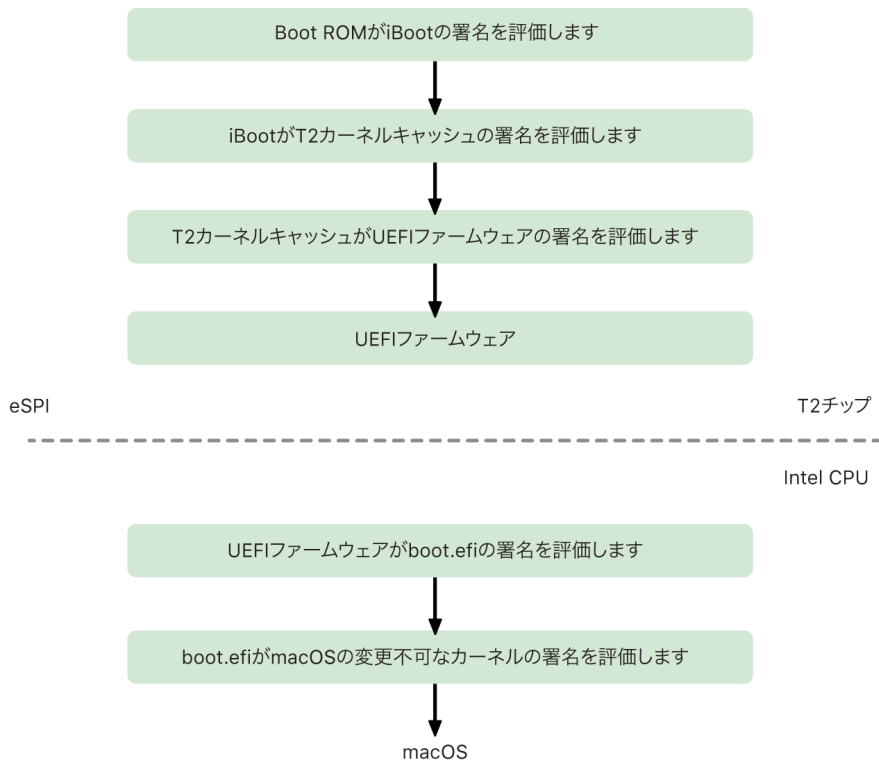 Boot ROMがiBootの署名を評価します
iBootがT2カーネルキャッシュの署名を評価します
T2カーネルキャッシュがUEFIファームウェアの署名を評価します
UEFIファームウェア
eSPI
T2チップ
Intel CPU
UEFIファームウェアがboot.efiの署名を評価します
boot.efiがmacOSの変更不可なカーネルの署名を評価します
macOS